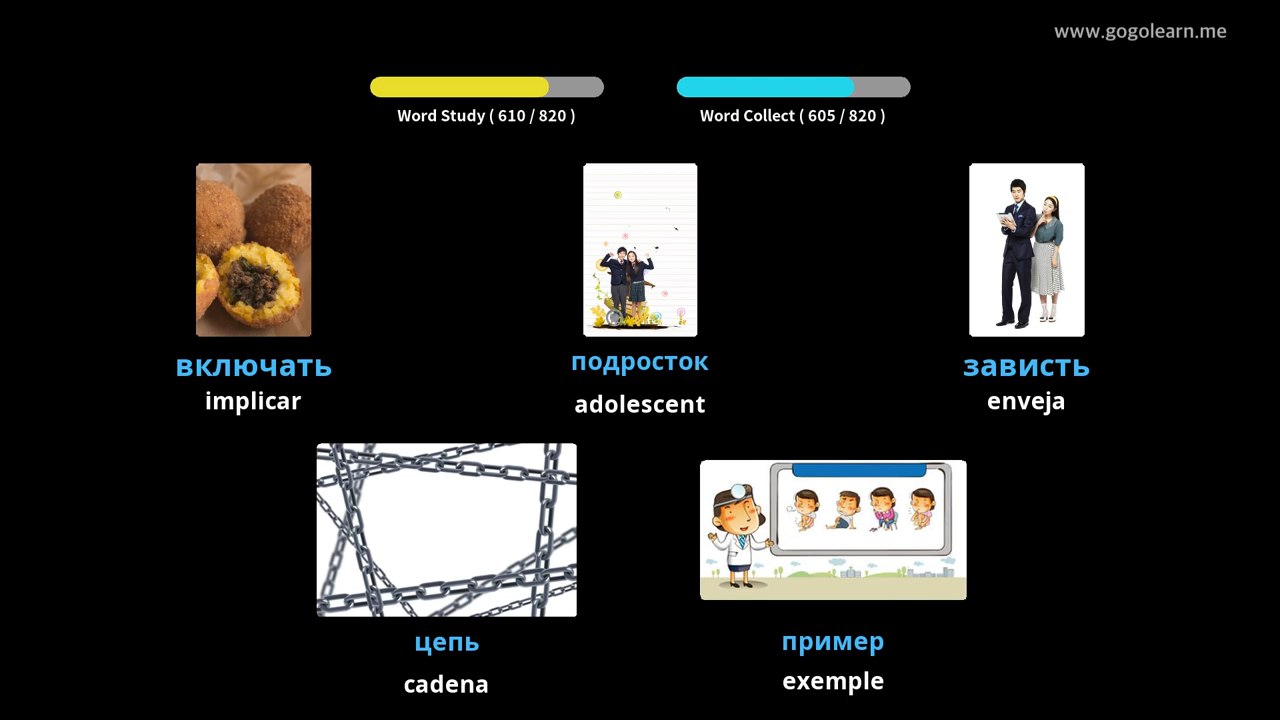 www.gogolearn.me
Word Study ( 610 / 820 )
Word Collect ( 605 / 820 )
включать
implicar
подросток
adolescent
зависть
enveja
цепь
cadena
пример
exemple